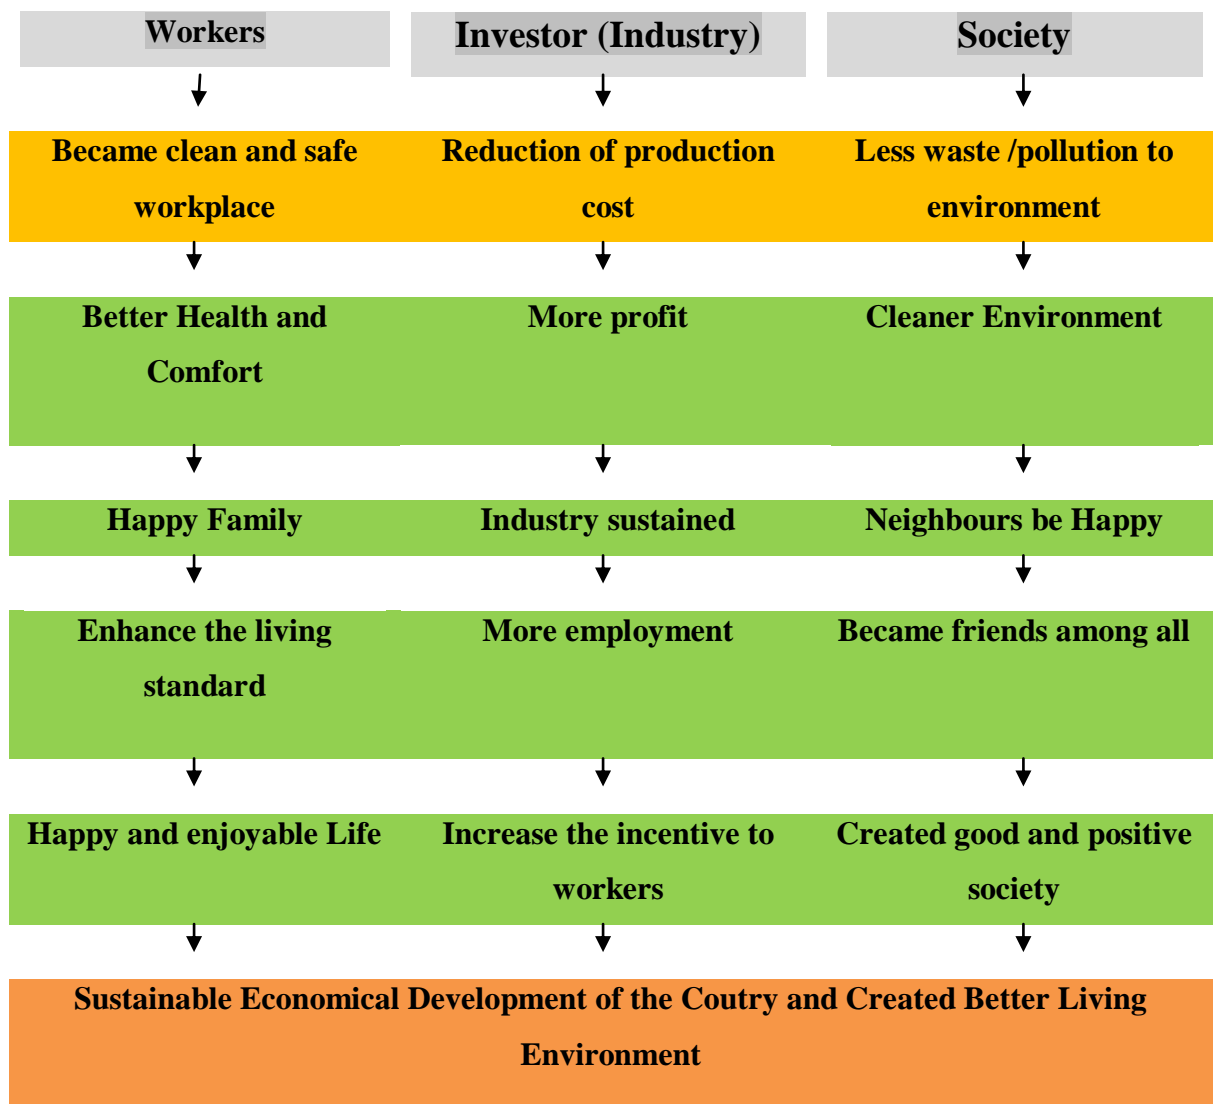 Workers
Investor (Industry)
Society
Became clean and safe
workplace
Reduction of production
cost
Less waste /pollution to
environment
Better Health and
Comfort
More profit
Cleaner Environment
Happy Family
Industry sustained
Neighbours be Happy
Enhance the living
standard
More employment
Became friends among all
Happy and enjoyable Life
Increase the incentive to
workers
Created good and positive
society
Sustainable Economical Development of the Coutry and Created Better Living
Environment